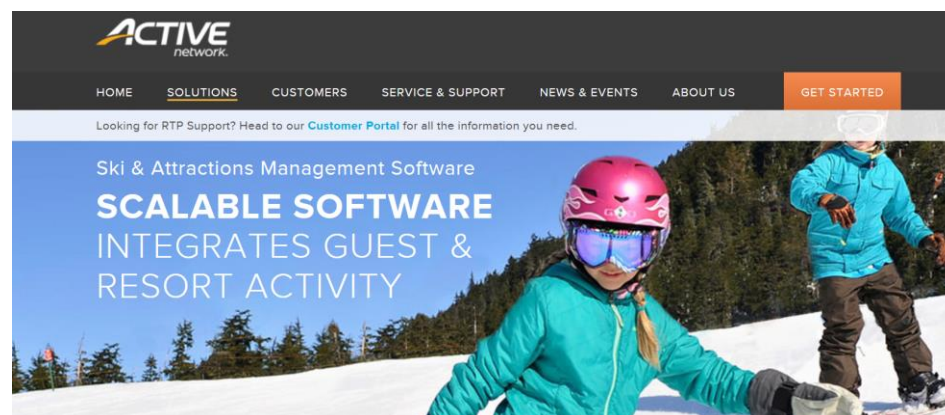 ACTIVE
network.
HOME SOLUTIONS CUSTOMERS SERVICE & SUPPORT NEWS & EVENTS ABOUT US GET STARTED
Looking for RTP Support? Head to our Customer Portal for all the information you need.
Ski & Attractions Management Software
SCALABLE SOFTWARE
INTEGRATES GUEST &
RESORT ACTIVITY